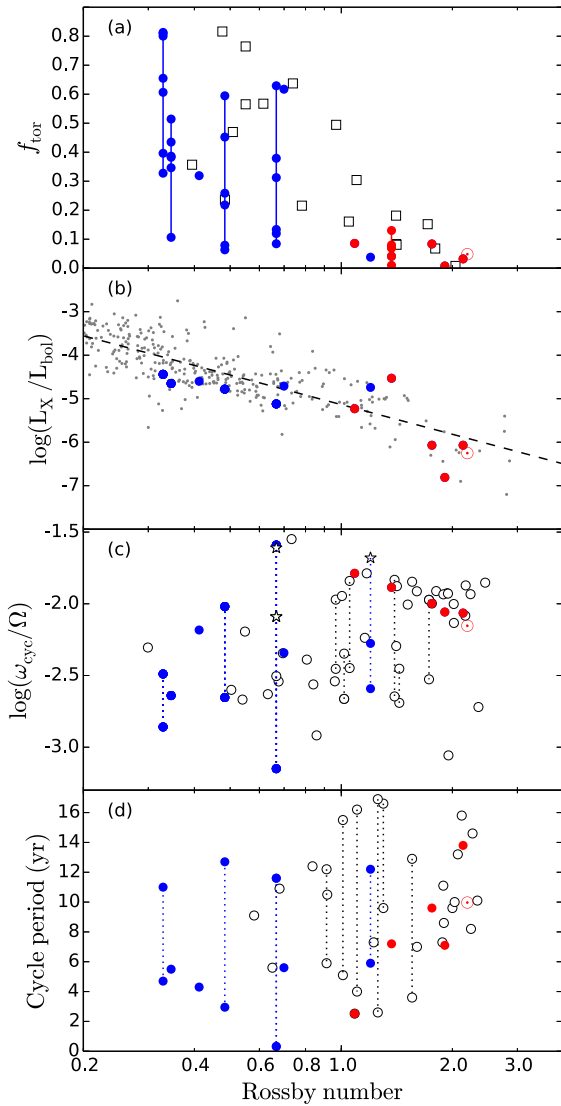 (a)
0.8
0.7
0.6
0.5
0.4
0.3
0.2
0.1
0.0
f_tor
(b)
-3
-4
-5
-6
-7
log(L_X/L_bol)
(c)
-1.5
-2.0
-2.5
-3.0
log(ω_cyc/Ω)
(d)
16
14
12
10
8
6
4
2
0
Cycle period (yr)
0.2 0.4 0.6 0.8 1.0 2.0 3.0
Rossby number